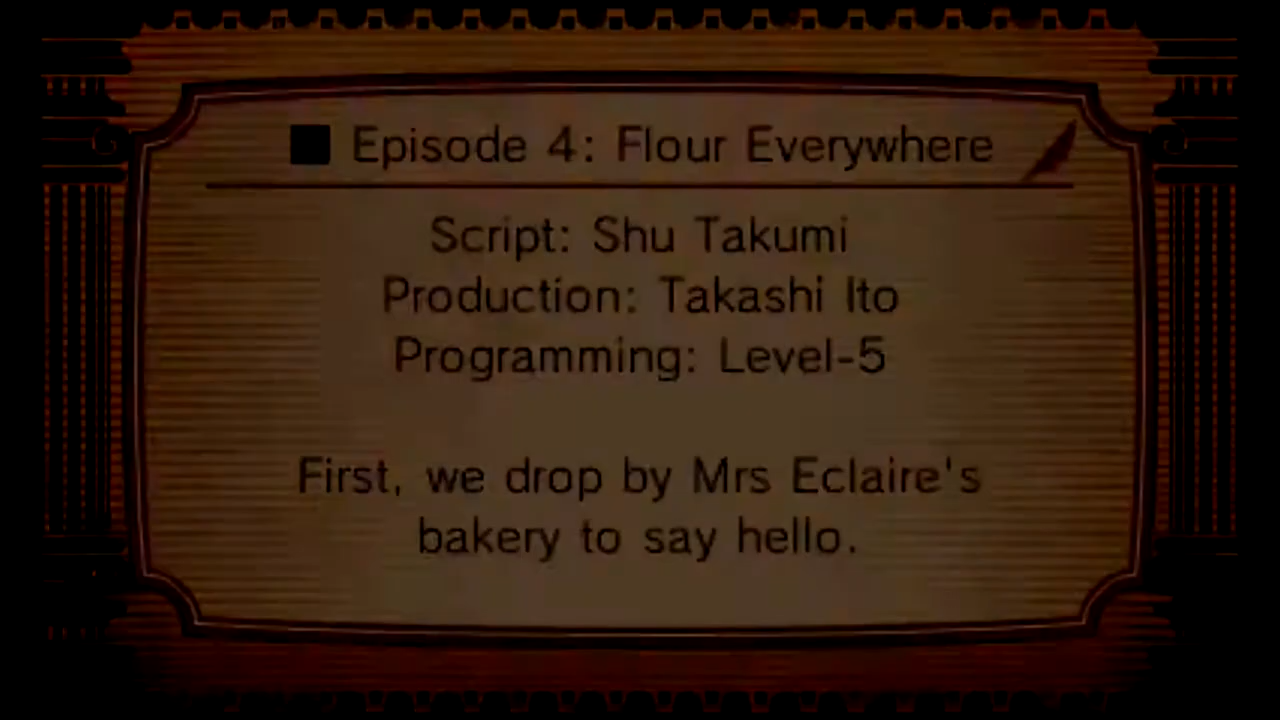 ■ Episode 4: Flour Everywhere
Script: Shu Takumi
Production: Takashi Ito
Programming: Level-5
First, we drop by Mrs Eclaire's
bakery to say hello.